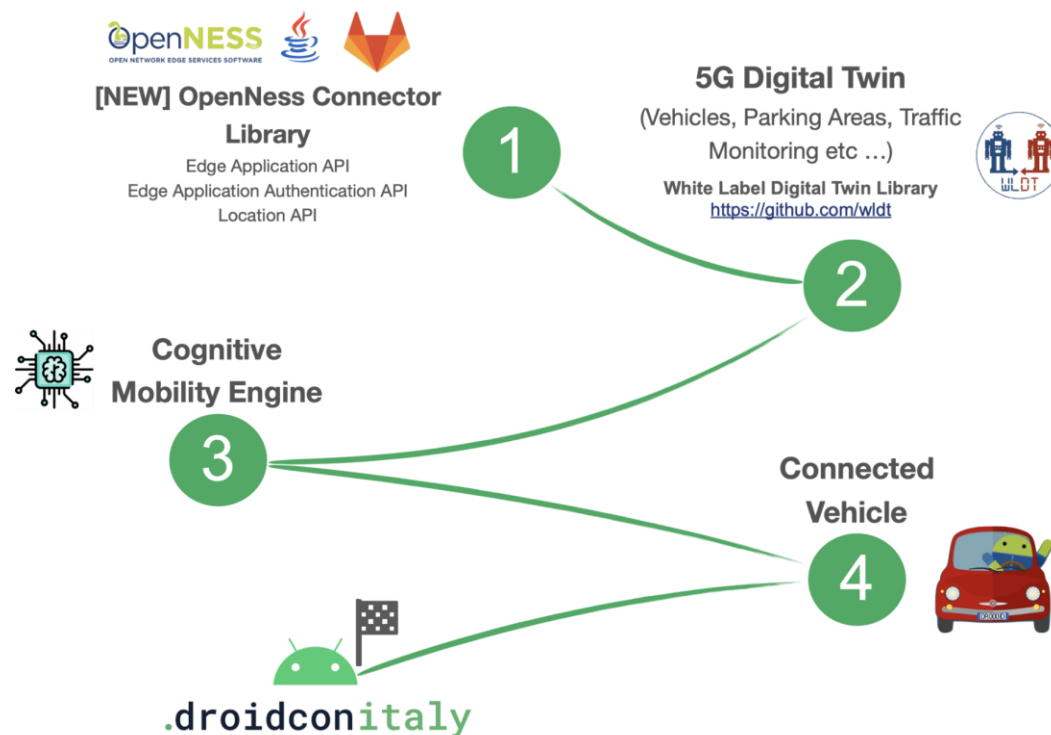 OpenNESS
OPEN NETWORK EDGE SERVICES SOFTWARE
[NEW] OpenNess Connector
Library
Edge Application API
Edge Application Authentication API
Location API
1
5G Digital Twin
(Vehicles, Parking Areas, Traffic
Monitoring etc ...)
White Label Digital Twin Library
https://github.com/wldt
WLDT
2
Cognitive
Mobility Engine
3
Connected
Vehicle
4
.droidconitaly